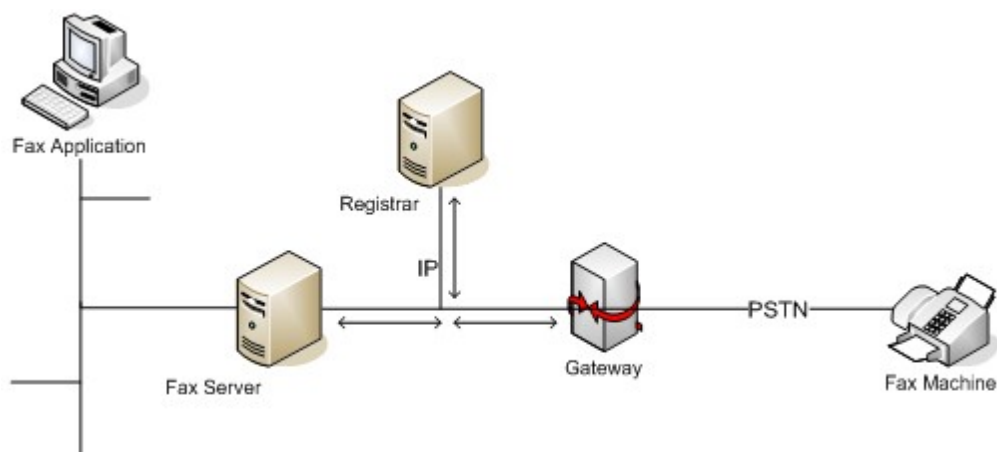 Fax Application
Registrar
IP
PSTN
Fax Server
Gateway
Fax Machine